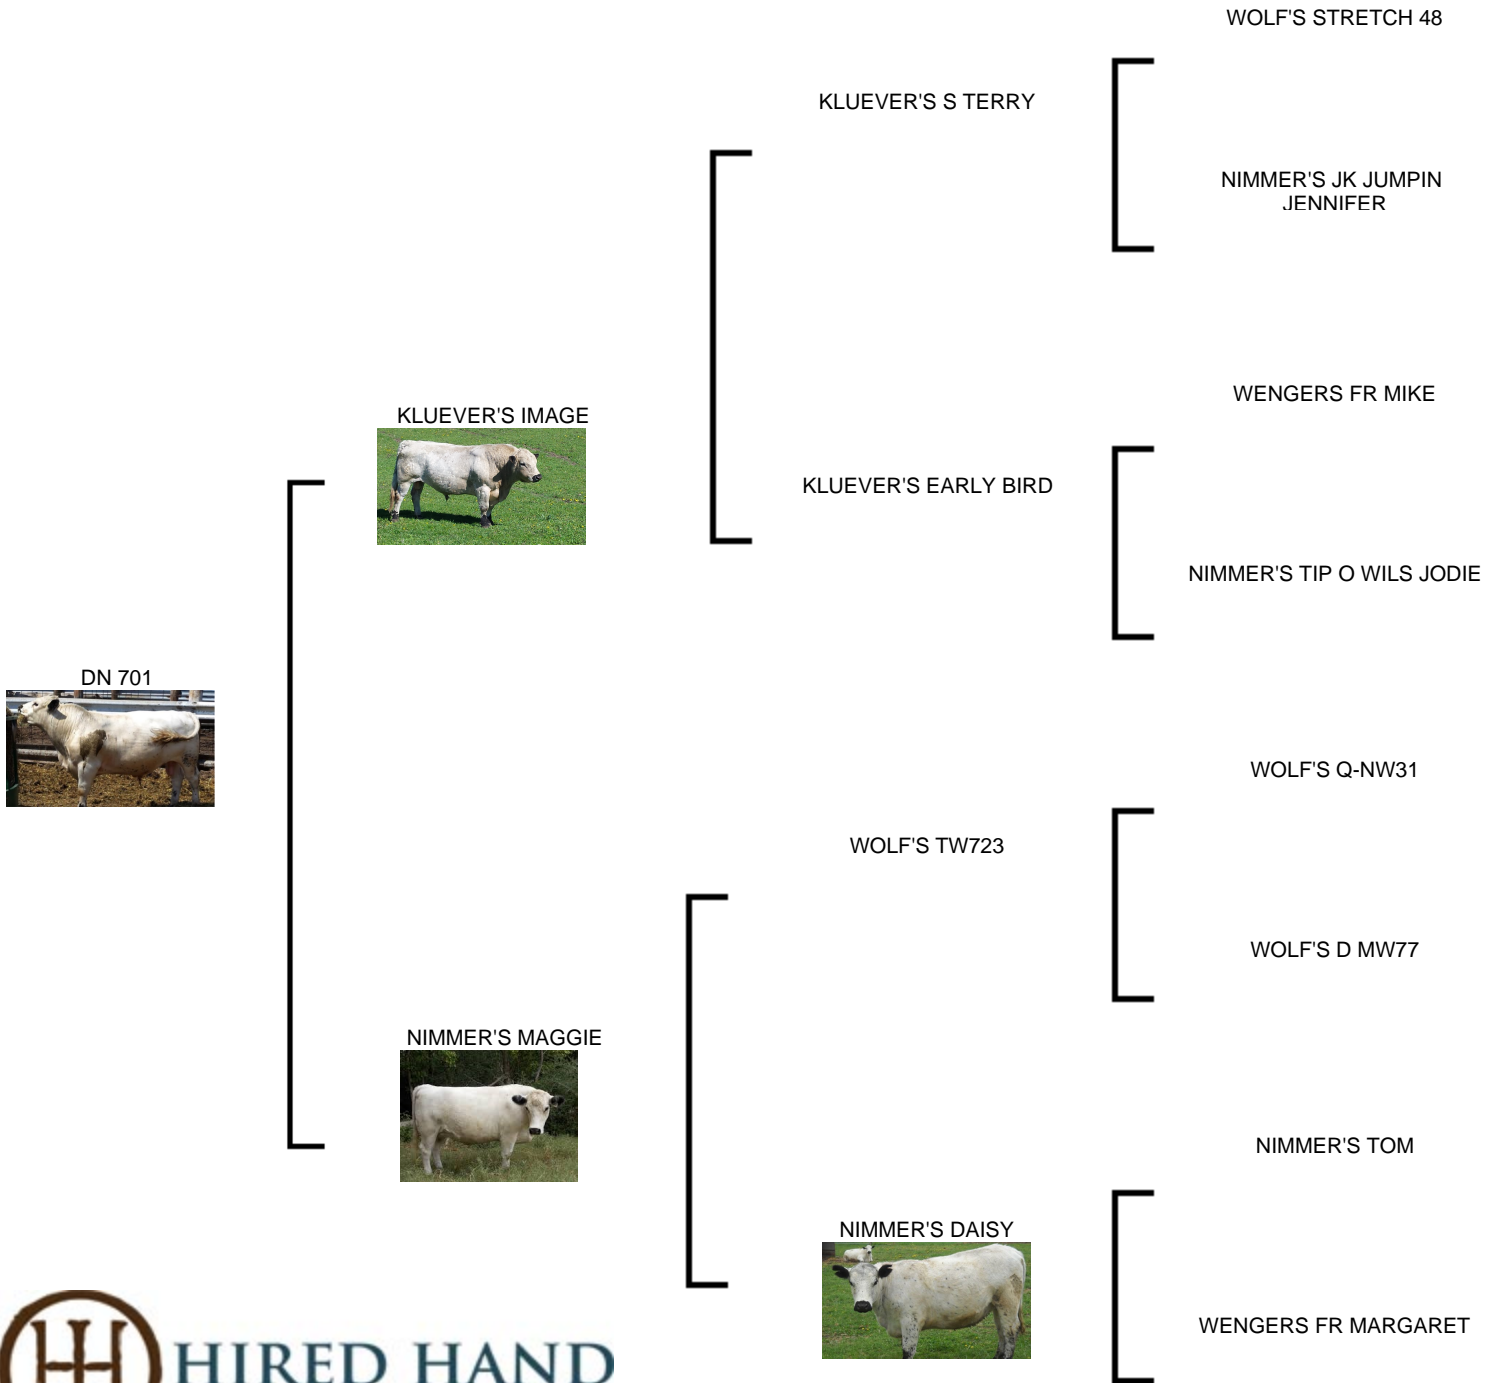 WOLF'S STRETCH 48
KLUEVER'S S TERRY
NIMMER'S JK JUMPIN
JENNIFER
WENGERS FR MIKE
KLUEVER'S IMAGE
KLUEVER'S EARLY BIRD
NIMMER'S TIP O WILS JODIE
DN 701
WOLF'S Q-NW31
WOLF'S TW723
WOLF'S D MW77
NIMMER'S MAGGIE
NIMMER'S TOM
NIMMER'S DAISY
WENGERS FR MARGARET
HIRED HAND